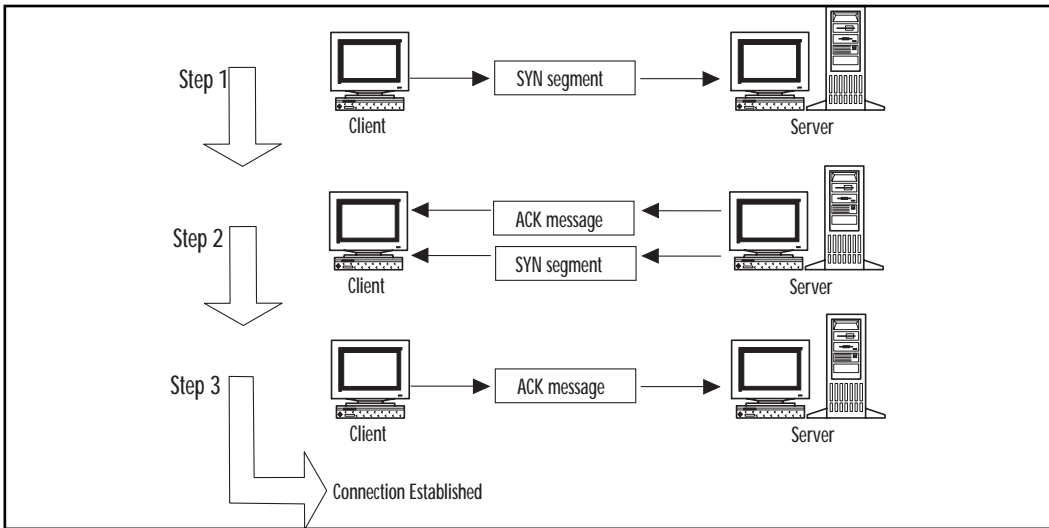 Step 1
SYN segment
Client
Server
Step 2
ACK message
SYN segment
Client
Server
Step 3
ACK message
Client
Server
Connection Established